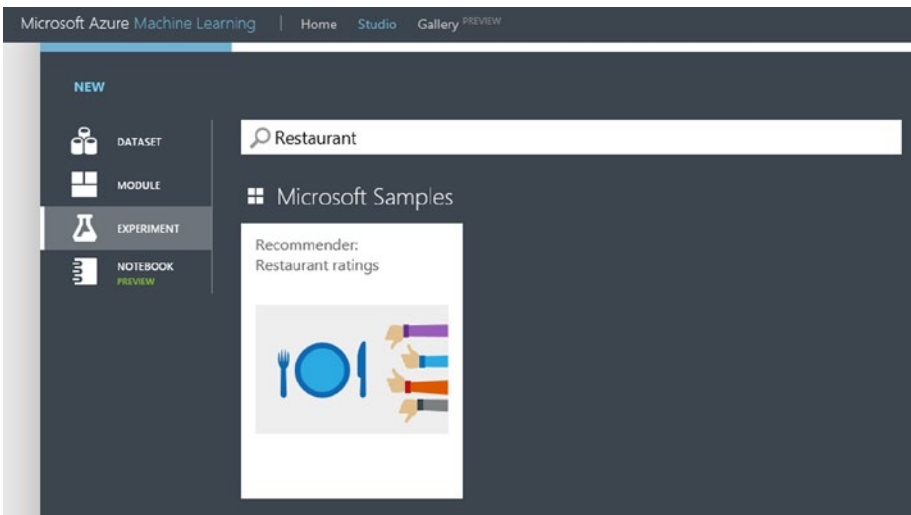 Microsoft Azure Machine Learning | Home Studio Gallery PREVIEW
NEW
DATASET
MODULE
EXPERIMENT
NOTEBOOK
PREVIEW
Restaurant
Microsoft Samples
Recommender:
Restaurant ratings